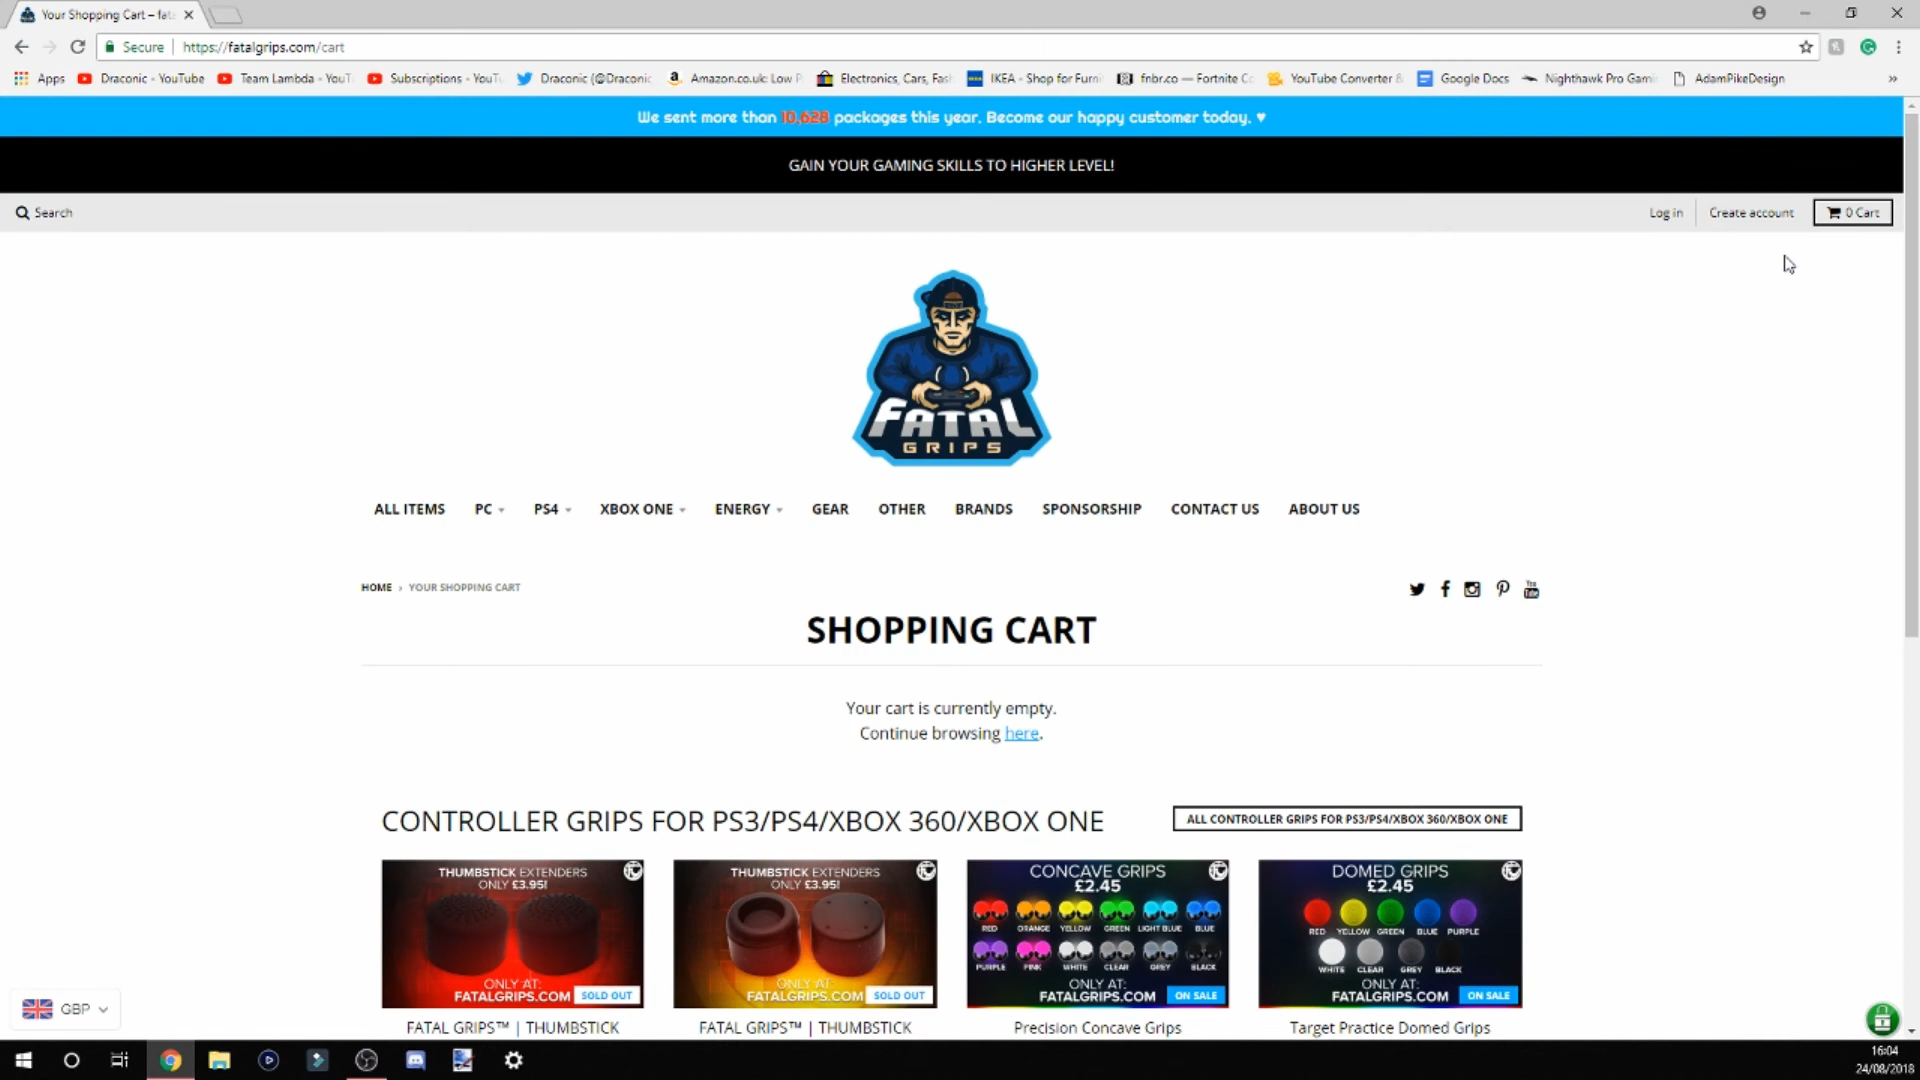 Your Shopping Cart – fat
Secure https://fatalgrips.com/cart
Apps Draconic - YouTube Team Lambda - YouT Subscriptions - YouTu Draconic (@Draconic Amazon.co.uk: Low P Electronics, Cars, Fash IKEA - Shop for Furni fnbr.co — Fortnite Co YouTube Converter & Google Docs Nighthawk Pro Gami AdamPikeDesign »
We sent more than 10,628 packages this year. Become our happy customer today. ♥
GAIN YOUR GAMING SKILLS TO HIGHER LEVEL!
Search Log in Create account 0 Cart
FATAL
GRIPS
ALL ITEMS PC PS4 XBOX ONE ENERGY GEAR OTHER BRANDS SPONSORSHIP CONTACT US ABOUT US
HOME › YOUR SHOPPING CART
SHOPPING CART
Your cart is currently empty.
Continue browsing here.
CONTROLLER GRIPS FOR PS3/PS4/XBOX 360/XBOX ONE ALL CONTROLLER GRIPS FOR PS3/PS4/XBOX 360/XBOX ONE
THUMBSTICK EXTENDERS
ONLY £3.95!
ONLY AT:
FATALGRIPS.COM SOLD OUT
FATAL GRIPS™ | THUMBSTICK
THUMBSTICK EXTENDERS
ONLY £3.95!
ONLY AT:
FATALGRIPS.COM SOLD OUT
FATAL GRIPS™ | THUMBSTICK
CONCAVE GRIPS
£2.45
RED ORANGE YELLOW GREEN LIGHT BLUE BLUE
PURPLE PINK WHITE CLEAR GREY BLACK
ONLY AT:
FATALGRIPS.COM ON SALE
Precision Concave Grips
DOMED GRIPS
£2.45
RED YELLOW GREEN BLUE PURPLE
WHITE CLEAR GREY BLACK
ONLY AT:
FATALGRIPS.COM ON SALE
Target Practice Domed Grips
GBP
16:04
24/08/2018